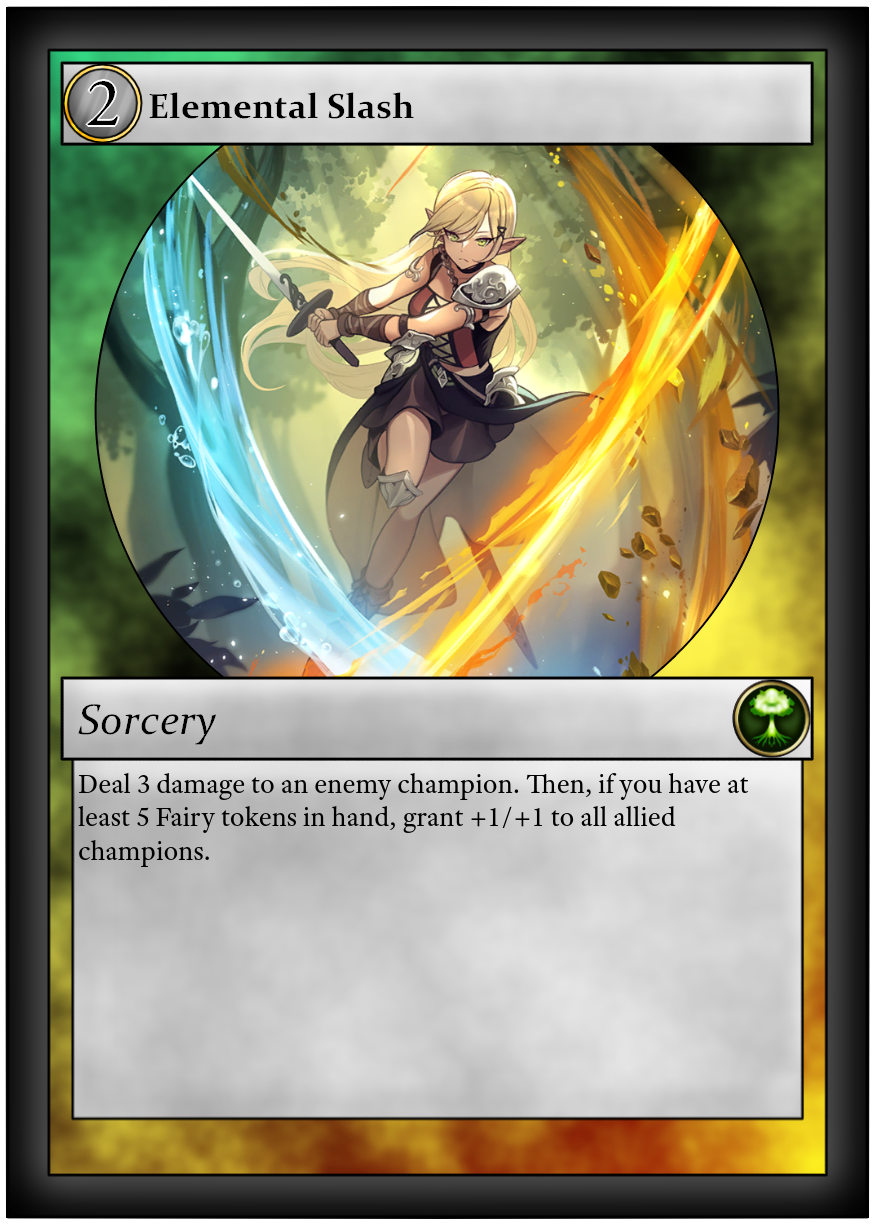 2 Elemental Slash
Sorcery
Deal 3 damage to an enemy champion. Then, if you have at
least 5 Fairy tokens in hand, grant +1/+1 to all allied
champions.